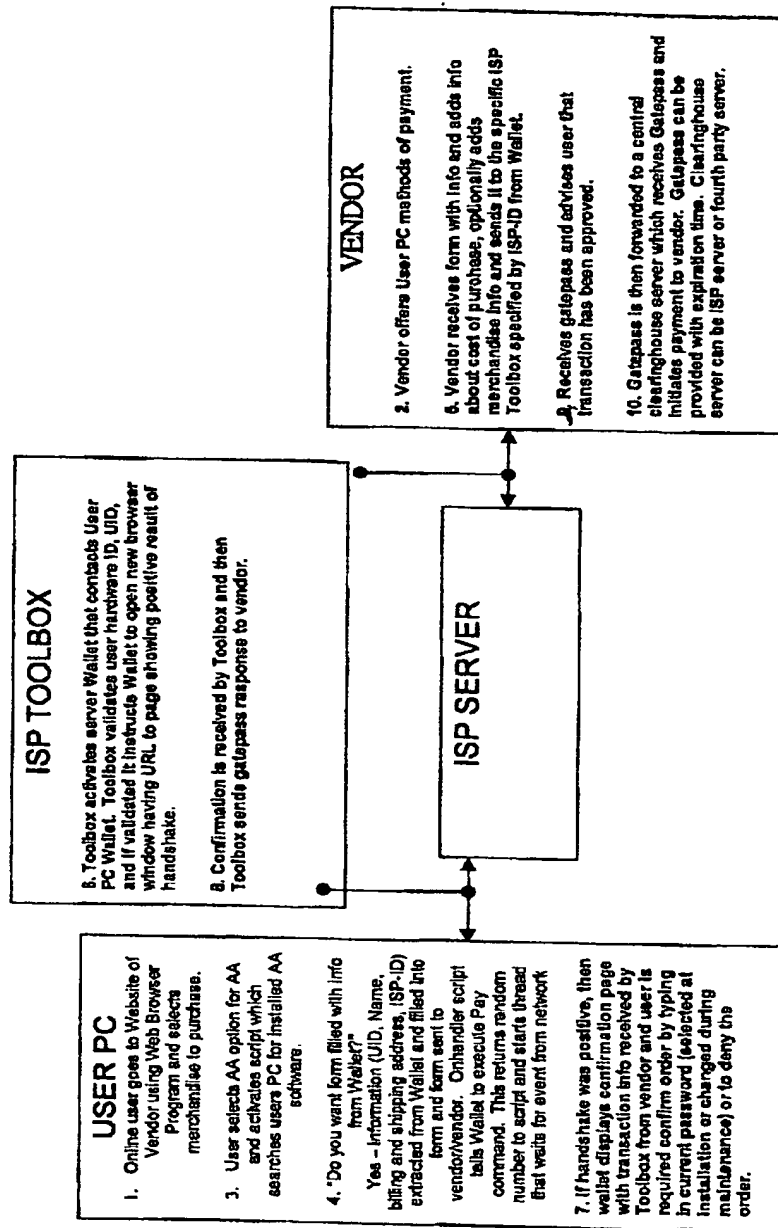 USER PC
1. Online user goes to Website of
Vendor using Web Browser
Program and selects
merchandise to purchase.
3. User selects AA option for AA
and activates script which
searches users PC for installed AA
software.
4. "Do you want form filled with info
from Wallet?"
Yes – information (UID, Name,
billing and shipping address, ISP-ID)
extracted from Wallet and filled into
form and form sent to
vendor/vendor. Onhandler script
tells Wallet to execute Pay
command. This returns random
number to script and starts thread
that waits for event from network
7. If handshake was positive, then
wallet displays confirmation page
with transaction info received by
Toolbox from vendor and user is
required confirm order by typing
in current password (selected at
installation or changed during
maintenance) or to deny the
order.
ISP TOOLBOX
6. Toolbox activates server Wallet that contacts User
PC Wallet. Toolbox validates user hardware ID, UID,
and if validated it instructs Wallet to open new browser
window having URL to page showing positive result of
handshake.
8. Confirmation is received by Toolbox and then
Toolbox sends gatepass response to vendor.
ISP SERVER
VENDOR
2. Vendor offers User PC methods of payment.
5. Vendor receives form with info and adds info
about cost of purchase, optionally adds
merchandise info and sends it to the specific ISP
Toolbox specified by ISP-ID from Wallet.
9. Receives gatepass and advises user that
transaction has been approved.
10. Gatepass is then forwarded to a central
clearinghouse server which receives Gatepass and
initiates payment to vendor. Gatepass can be
provided with expiration time. Clearinghouse
server can be ISP server or fourth party server.